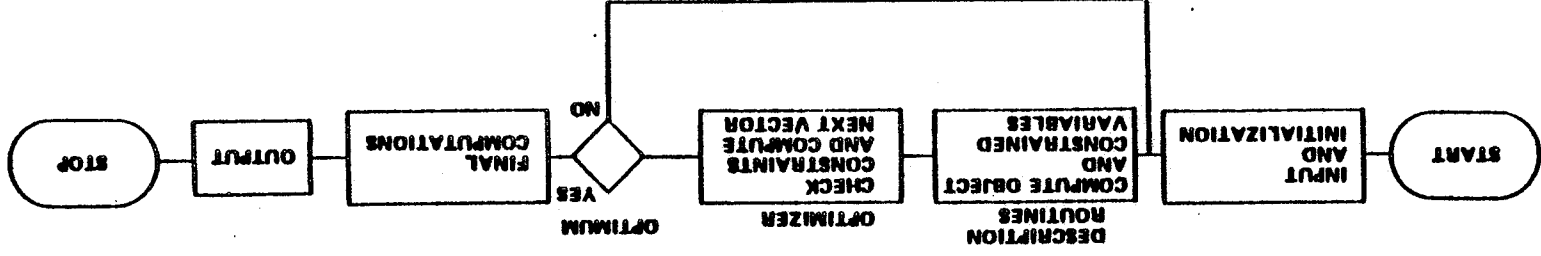 START
INPUT
AND
INITIALIZATION
DESCRIPTION
ROUTINES
COMPUTE OBJECT
AND
CONSTRAINED
VARIABLES
OPTIMIZER
CHECK
CONSTRAINTS
AND COMPUTE
NEXT VECTOR
OPTIMUM
YES
NO
FINAL
COMPUTATIONS
OUTPUT
STOP